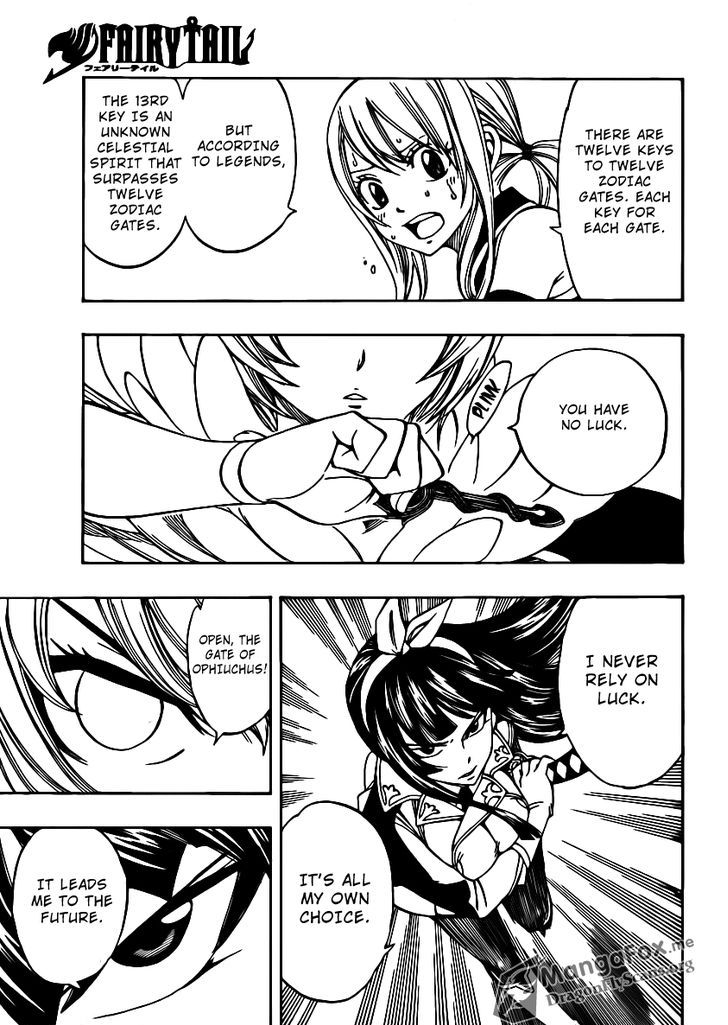 FAIRY TAIL
フェアリーテイル
THERE ARE
TWELVE KEYS
TO TWELVE
ZODIAC
GATES. EACH
KEY FOR
EACH GATE.
BUT
ACCORDING
TO LEGENDS,
THE 13RD
KEY IS AN
UNKNOWN
CELESTIAL
SPIRIT THAT
SURPASSES
TWELVE
ZODIAC
GATES.
YOU HAVE
NO LUCK.
PLINK
I NEVER
RELY ON
LUCK.
IT'S ALL
MY OWN
CHOICE.
OPEN, THE
GATE OF
OPHIUCHUS!
IT LEADS
ME TO THE
FUTURE.
MangaFox.me
DragonFlyScans.org